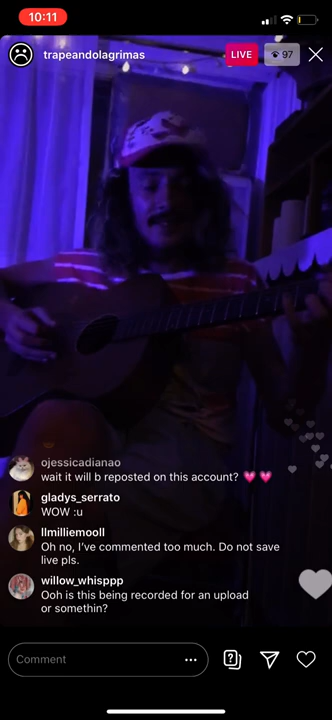 10:11
trapeandolagrimas
LIVE
97
ojessicadianao
wait it will b reposted on this account? 💗 💗
gladys_serrato
WOW :u
llmilliemooll
Oh no, I've commented too much. Do not save
live pls.
willow_whisppp
Ooh is this being recorded for an upload
or somethin?
Comment